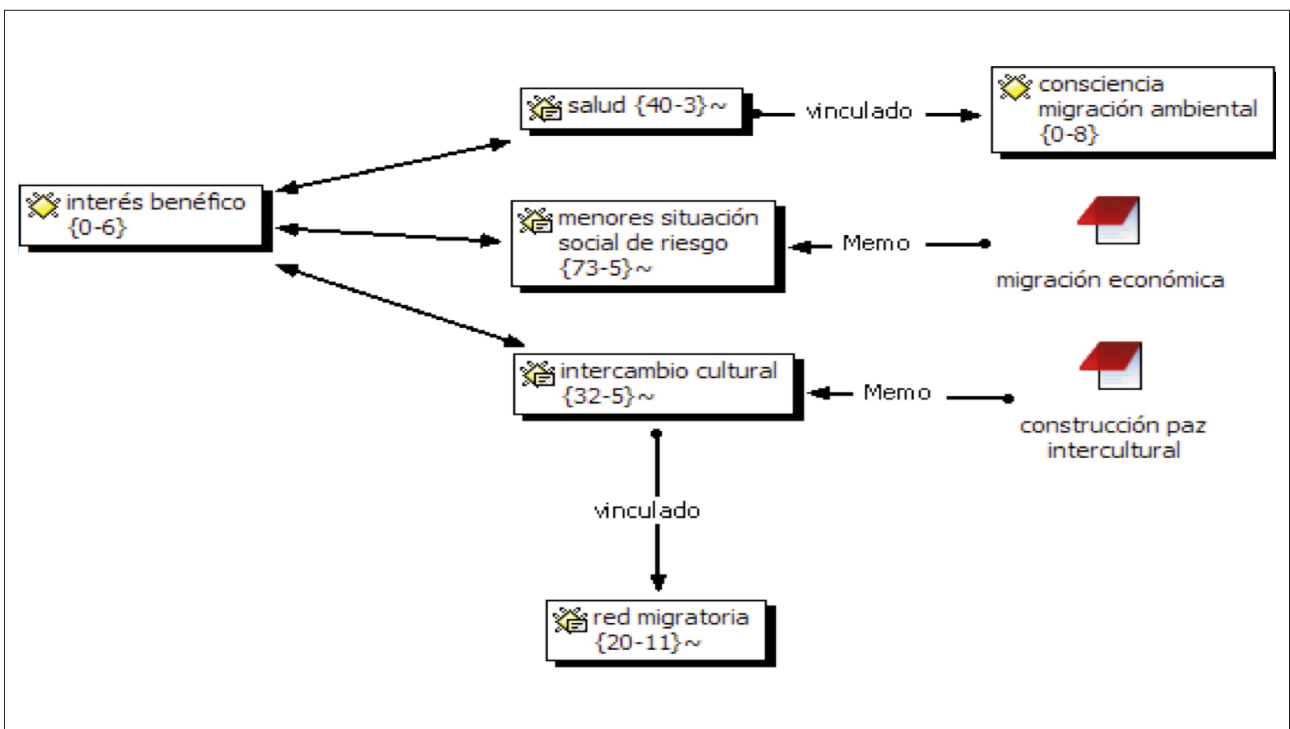 salud {40-3}~
vinculado
consciencia
migración ambiental
{0-8}
interés benéfico
{0-6}
menores situación
social de riesgo
{73-5}~
Memo
migración económica
intercambio cultural
{32-5}~
Memo
construcción paz
intercultural
vinculado
red migratoria
{20-11}~